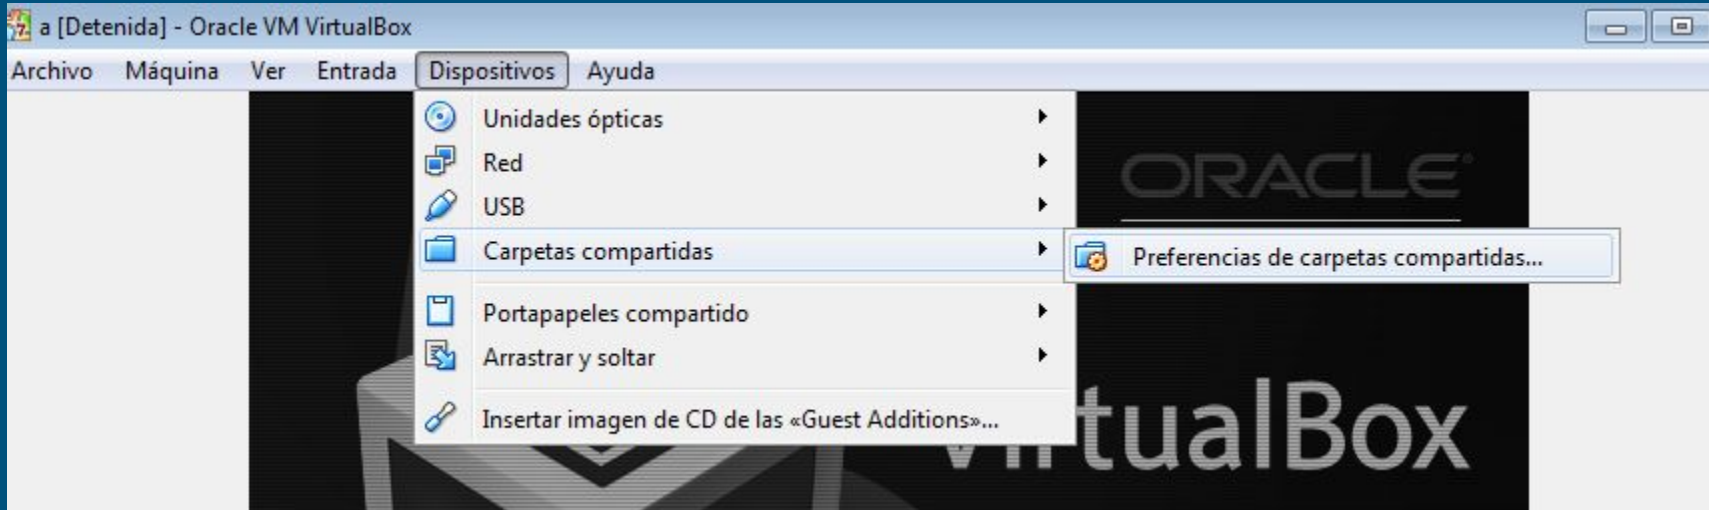 a [Detenida] - Oracle VM VirtualBox
Archivo Máquina Ver Entrada Dispositivos Ayuda
Unidades ópticas
Red
USB
Carpetas compartidas
Preferencias de carpetas compartidas...
Portapapeles compartido
Arrastrar y soltar
Insertar imagen de CD de las «Guest Additions»...
ORACLE
VirtualBox